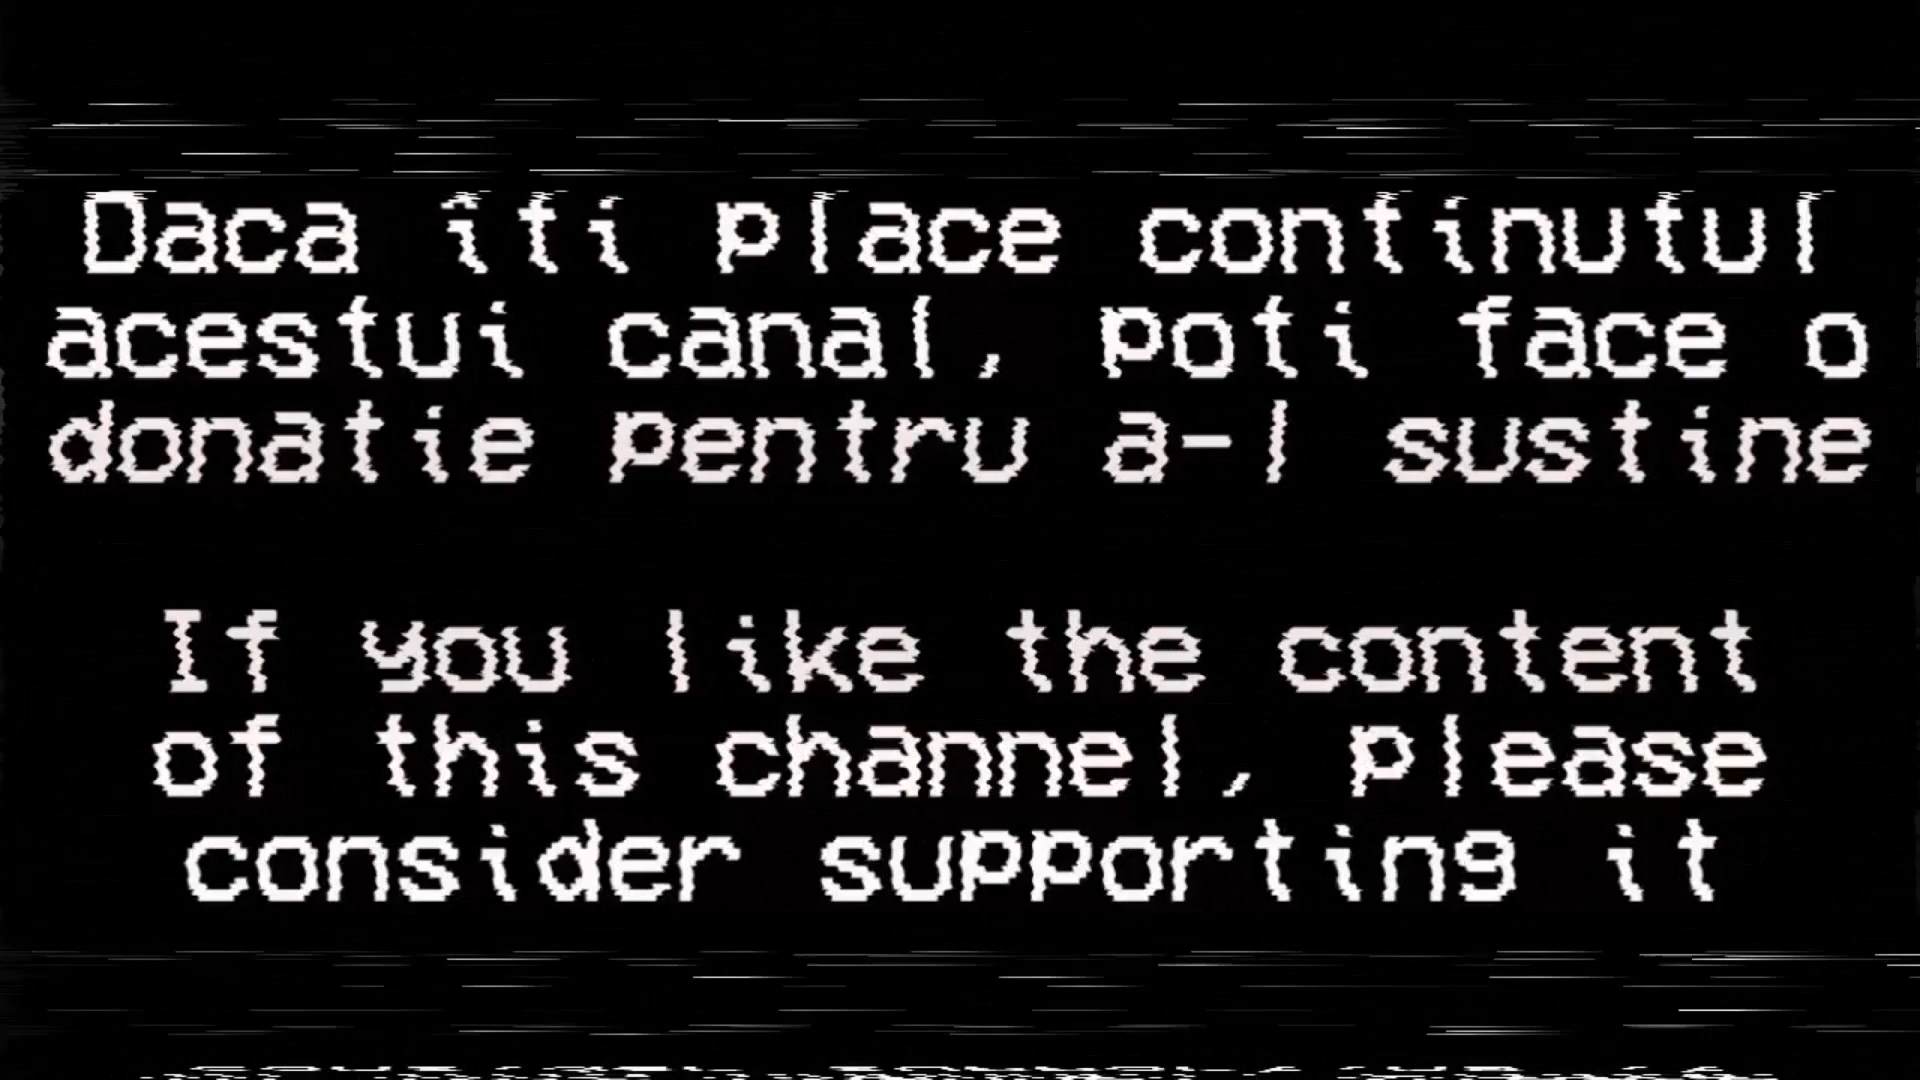 Daca îti place continutul
acestui canal, poti face o
donatie pentru a-l sustine
If you like the content
of this channel, please
consider supporting it